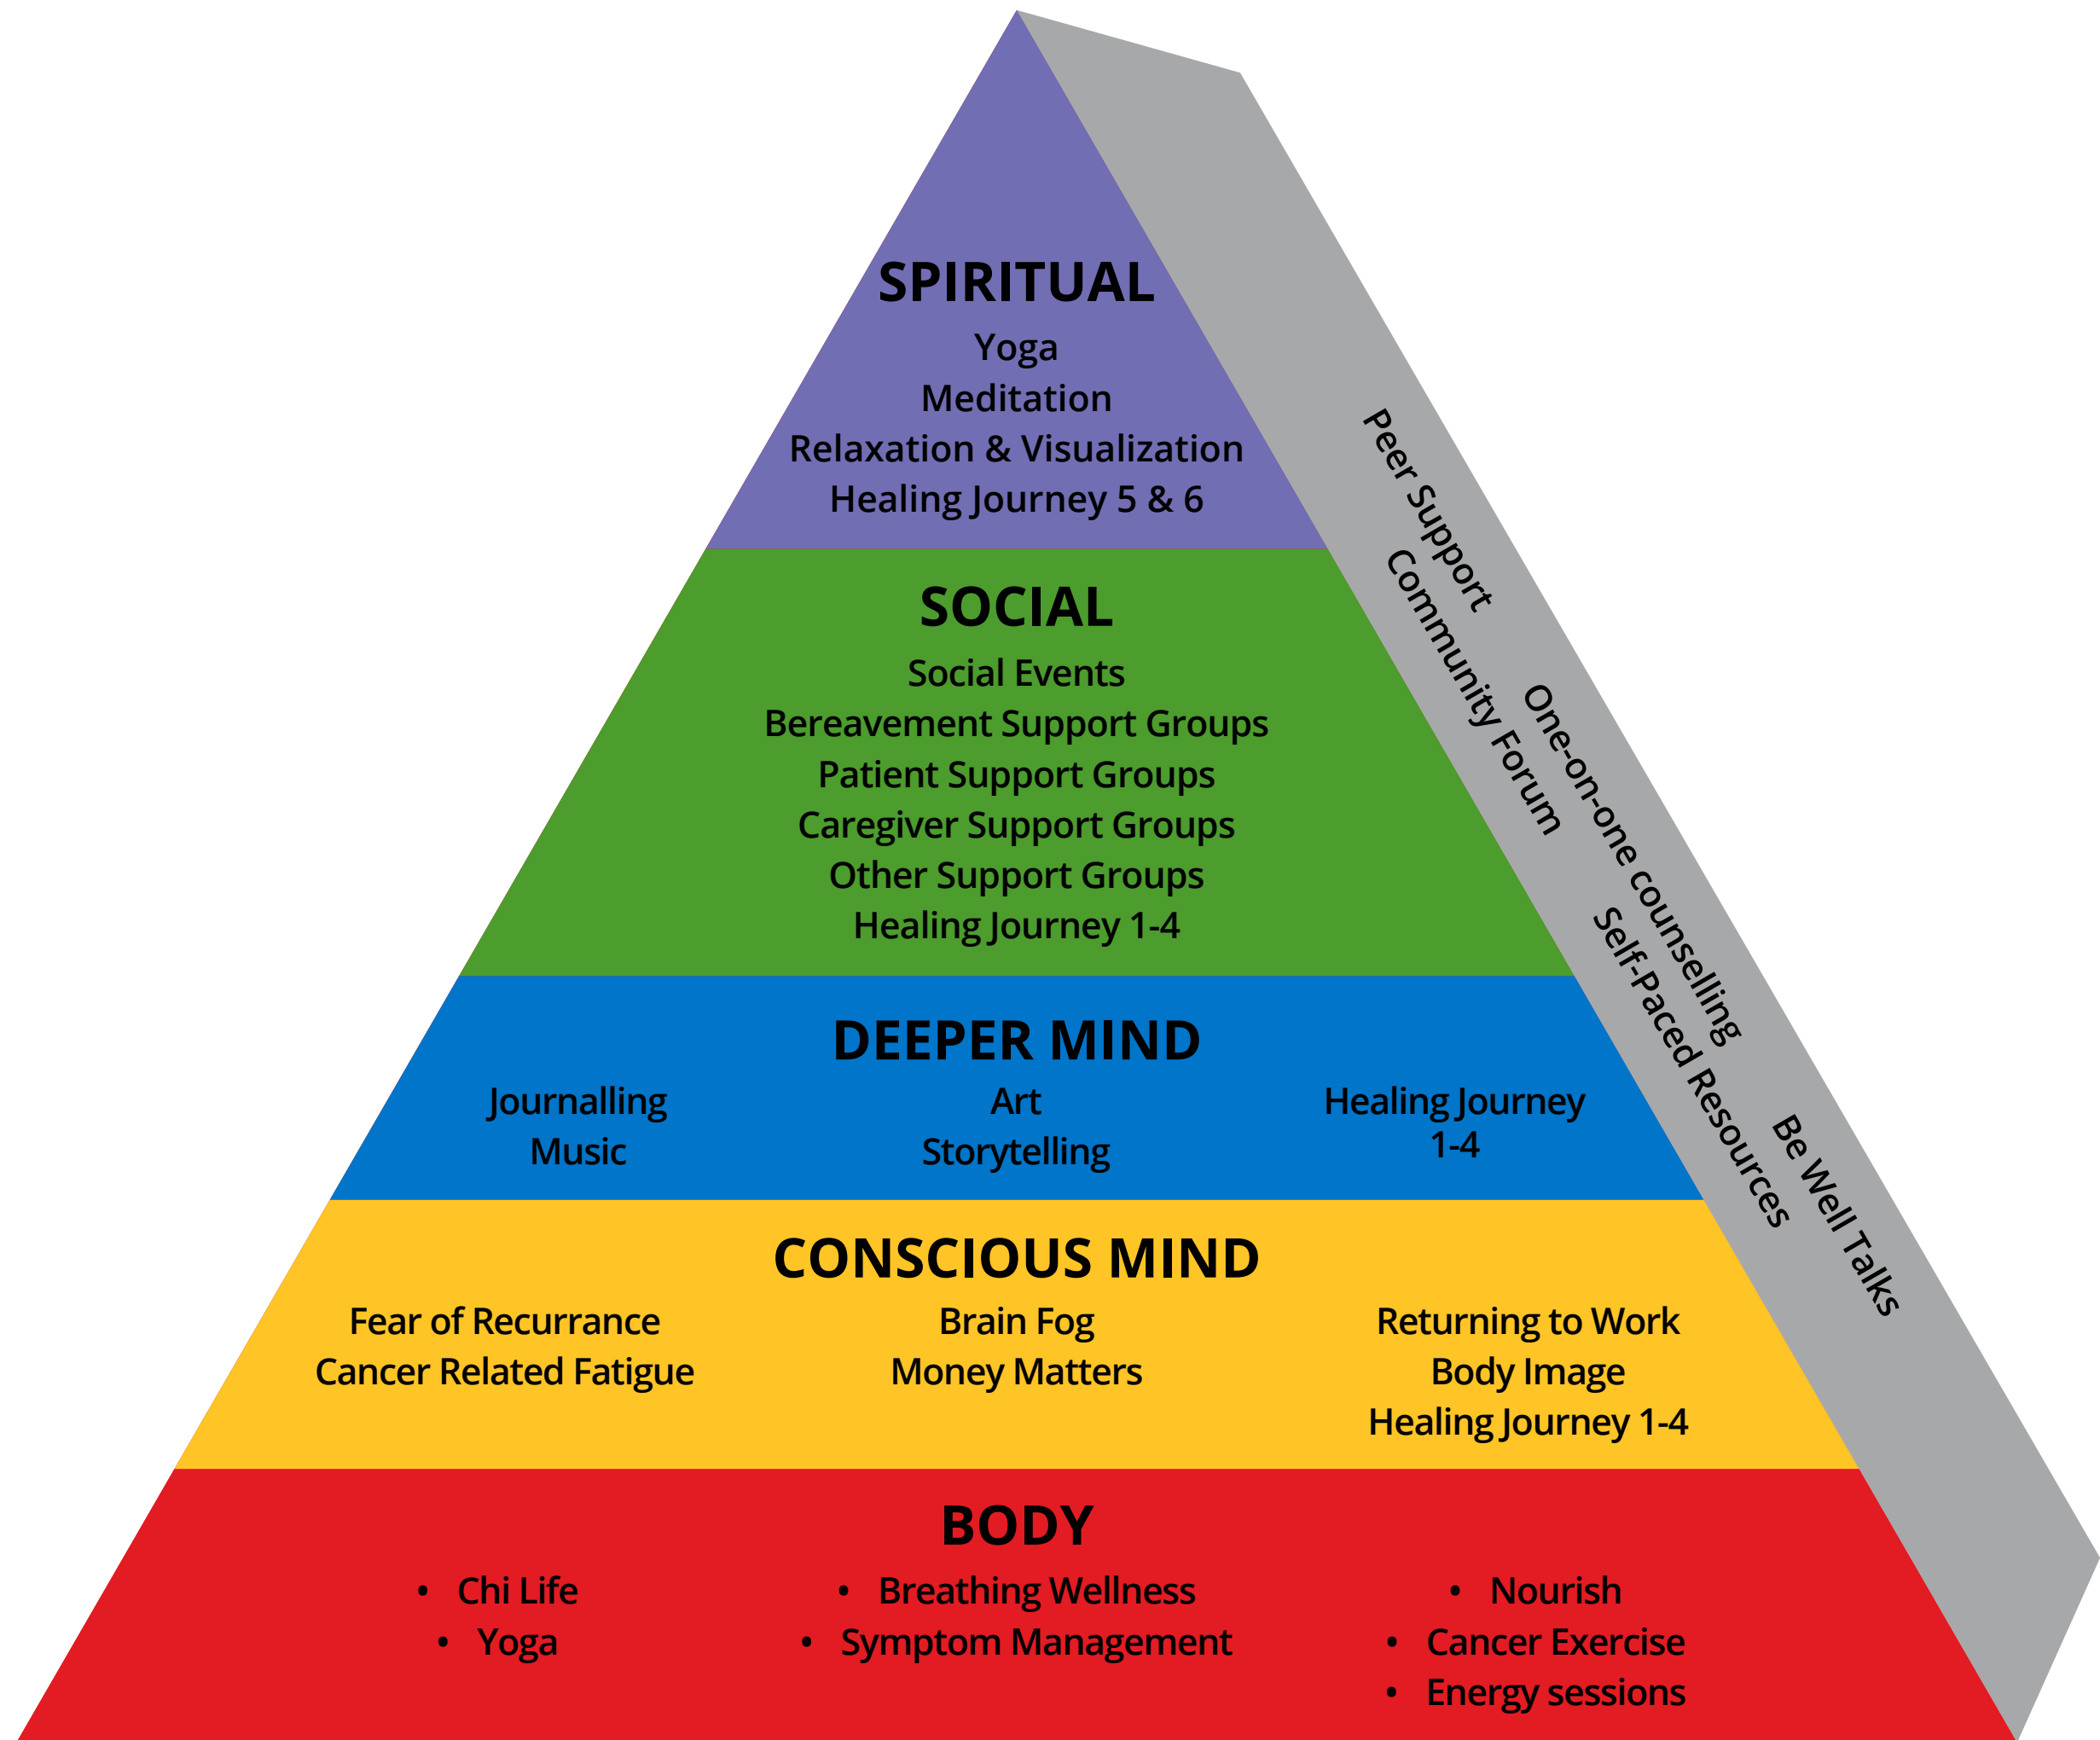 SPIRITUAL
Yoga
Meditation
Relaxation & Visualization
Healing Journey 5 & 6
SOCIAL
Social Events
Bereavement Support Groups
Patient Support Groups
Caregiver Support Groups
Other Support Groups
Healing Journey 1-4
DEEPER MIND
Journalling
Music
Art
Storytelling
Healing Journey
1-4
CONSCIOUS MIND
Fear of Recurrance
Cancer Related Fatigue
Brain Fog
Money Matters
Returning to Work
Body Image
Healing Journey 1-4
BODY
• Chi Life
• Yoga
• Breathing Wellness
• Symptom Management
• Nourish
• Cancer Exercise
• Energy sessions
Peer Support
Community Forum
One-on-one counselling
Self-Paced Resources
Be Well Talks